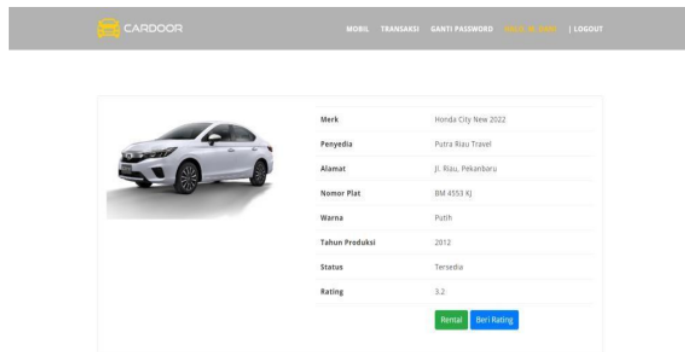 CARDOOR
MOBIL TRANSAKSI GANTI PASSWORD | LOGOUT
Merk Honda City New 2022
Penyedia Putra Riau Travel
Alamat Jl. Riau, Pekanbaru
Nomor Plat BM 4553 KJ
Warna Putih
Tahun Produksi 2012
Status Tersedia
Rating 3.2
Rental Beri Rating